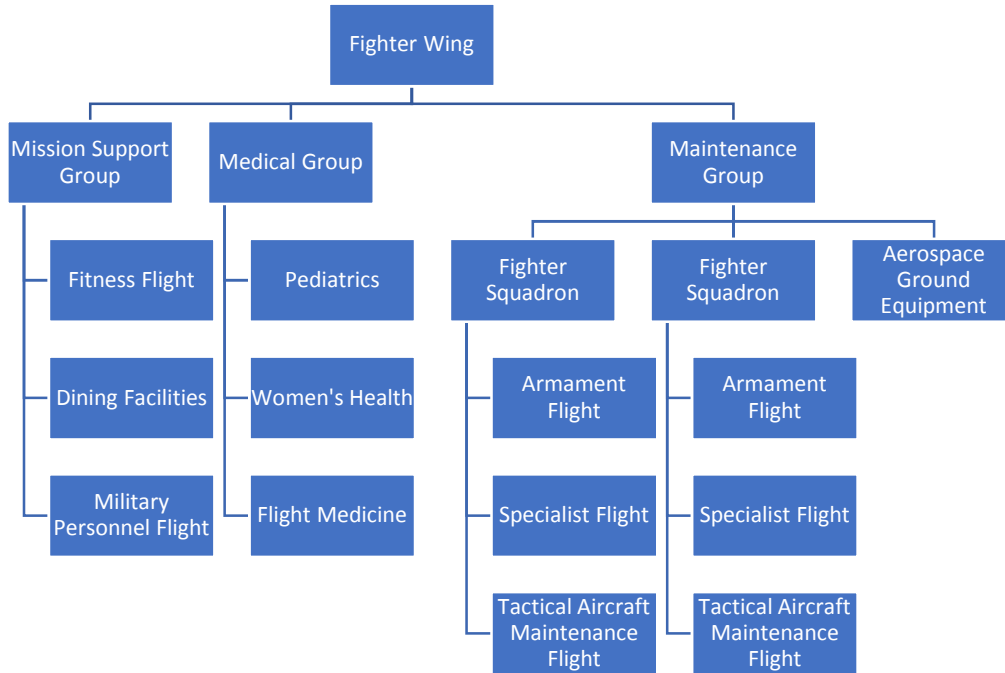 Fighter Wing
Mission Support
Group
Medical Group
Maintenance
Group
Fitness Flight
Pediatrics
Fighter
Squadron
Fighter
Squadron
Aerospace
Ground
Equipment
Dining Facilities
Women's Health
Armament
Flight
Armament
Flight
Military
Personnel Flight
Flight Medicine
Specialist Flight
Specialist Flight
Tactical Aircraft
Maintenance
Flight
Tactical Aircraft
Maintenance
Flight